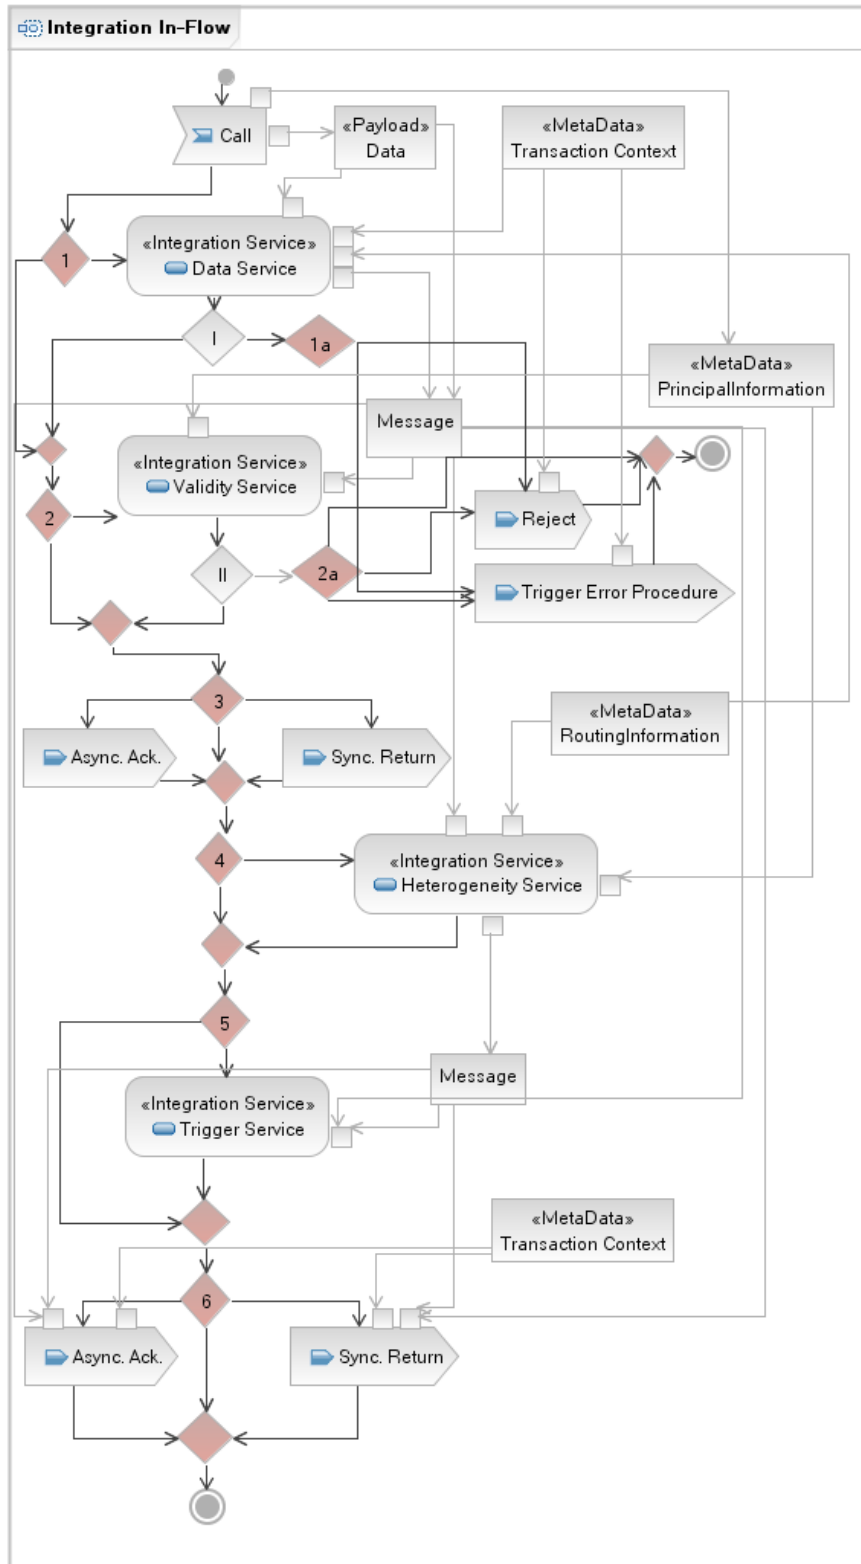 Integration In-Flow
Call
«Payload»
Data
«MetaData»
Transaction Context
1
«Integration Service»
Data Service
I
1a
«MetaData»
PrincipalInformation
Message
«Integration Service»
Validity Service
2
Reject
II
2a
Trigger Error Procedure
3
«MetaData»
RoutingInformation
Async. Ack.
Sync. Return
4
«Integration Service»
Heterogeneity Service
5
Message
«Integration Service»
Trigger Service
«MetaData»
Transaction Context
6
Async. Ack.
Sync. Return